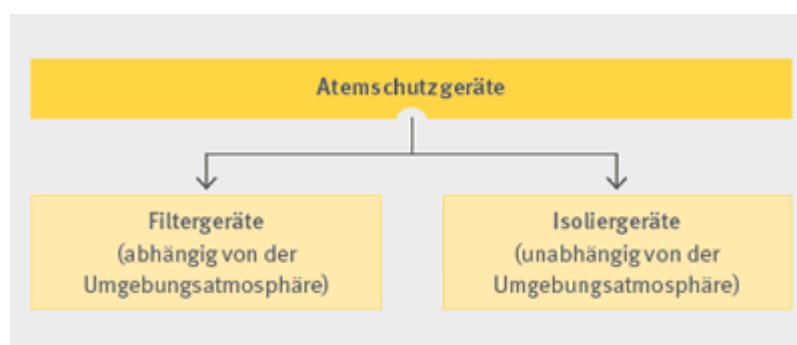 Atemschutzgeräte
Filtergeräte
(abhängig von der
Umgebungsatmosphäre)
Isoliergeräte
(unabhängig von der
Umgebungsatmosphäre)